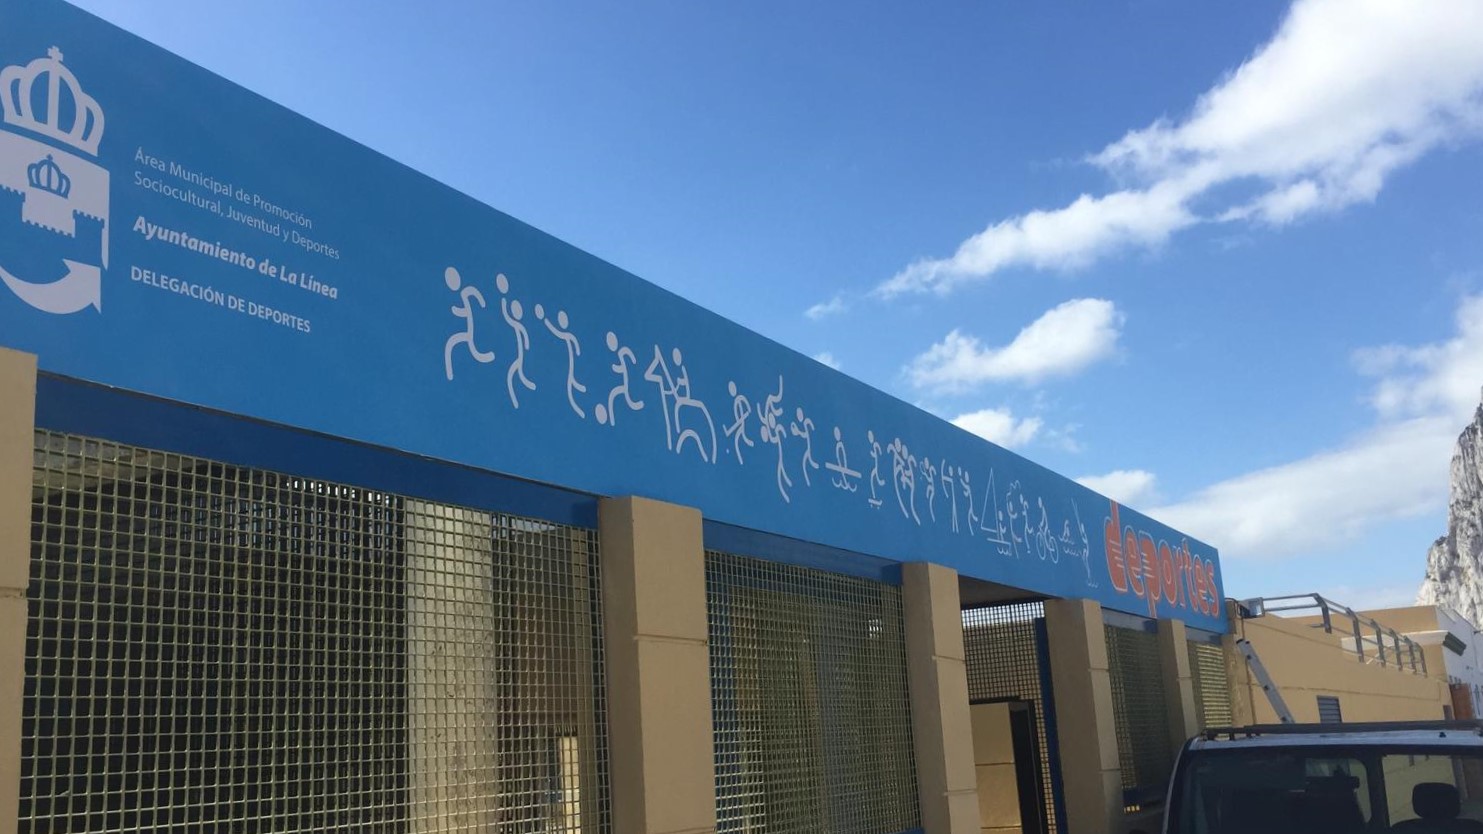 Área Municipal de Promoción
Sociocultural, Juventud y Deportes
Ayuntamiento de La Línea
DELEGACIÓN DE DEPORTES
deportes